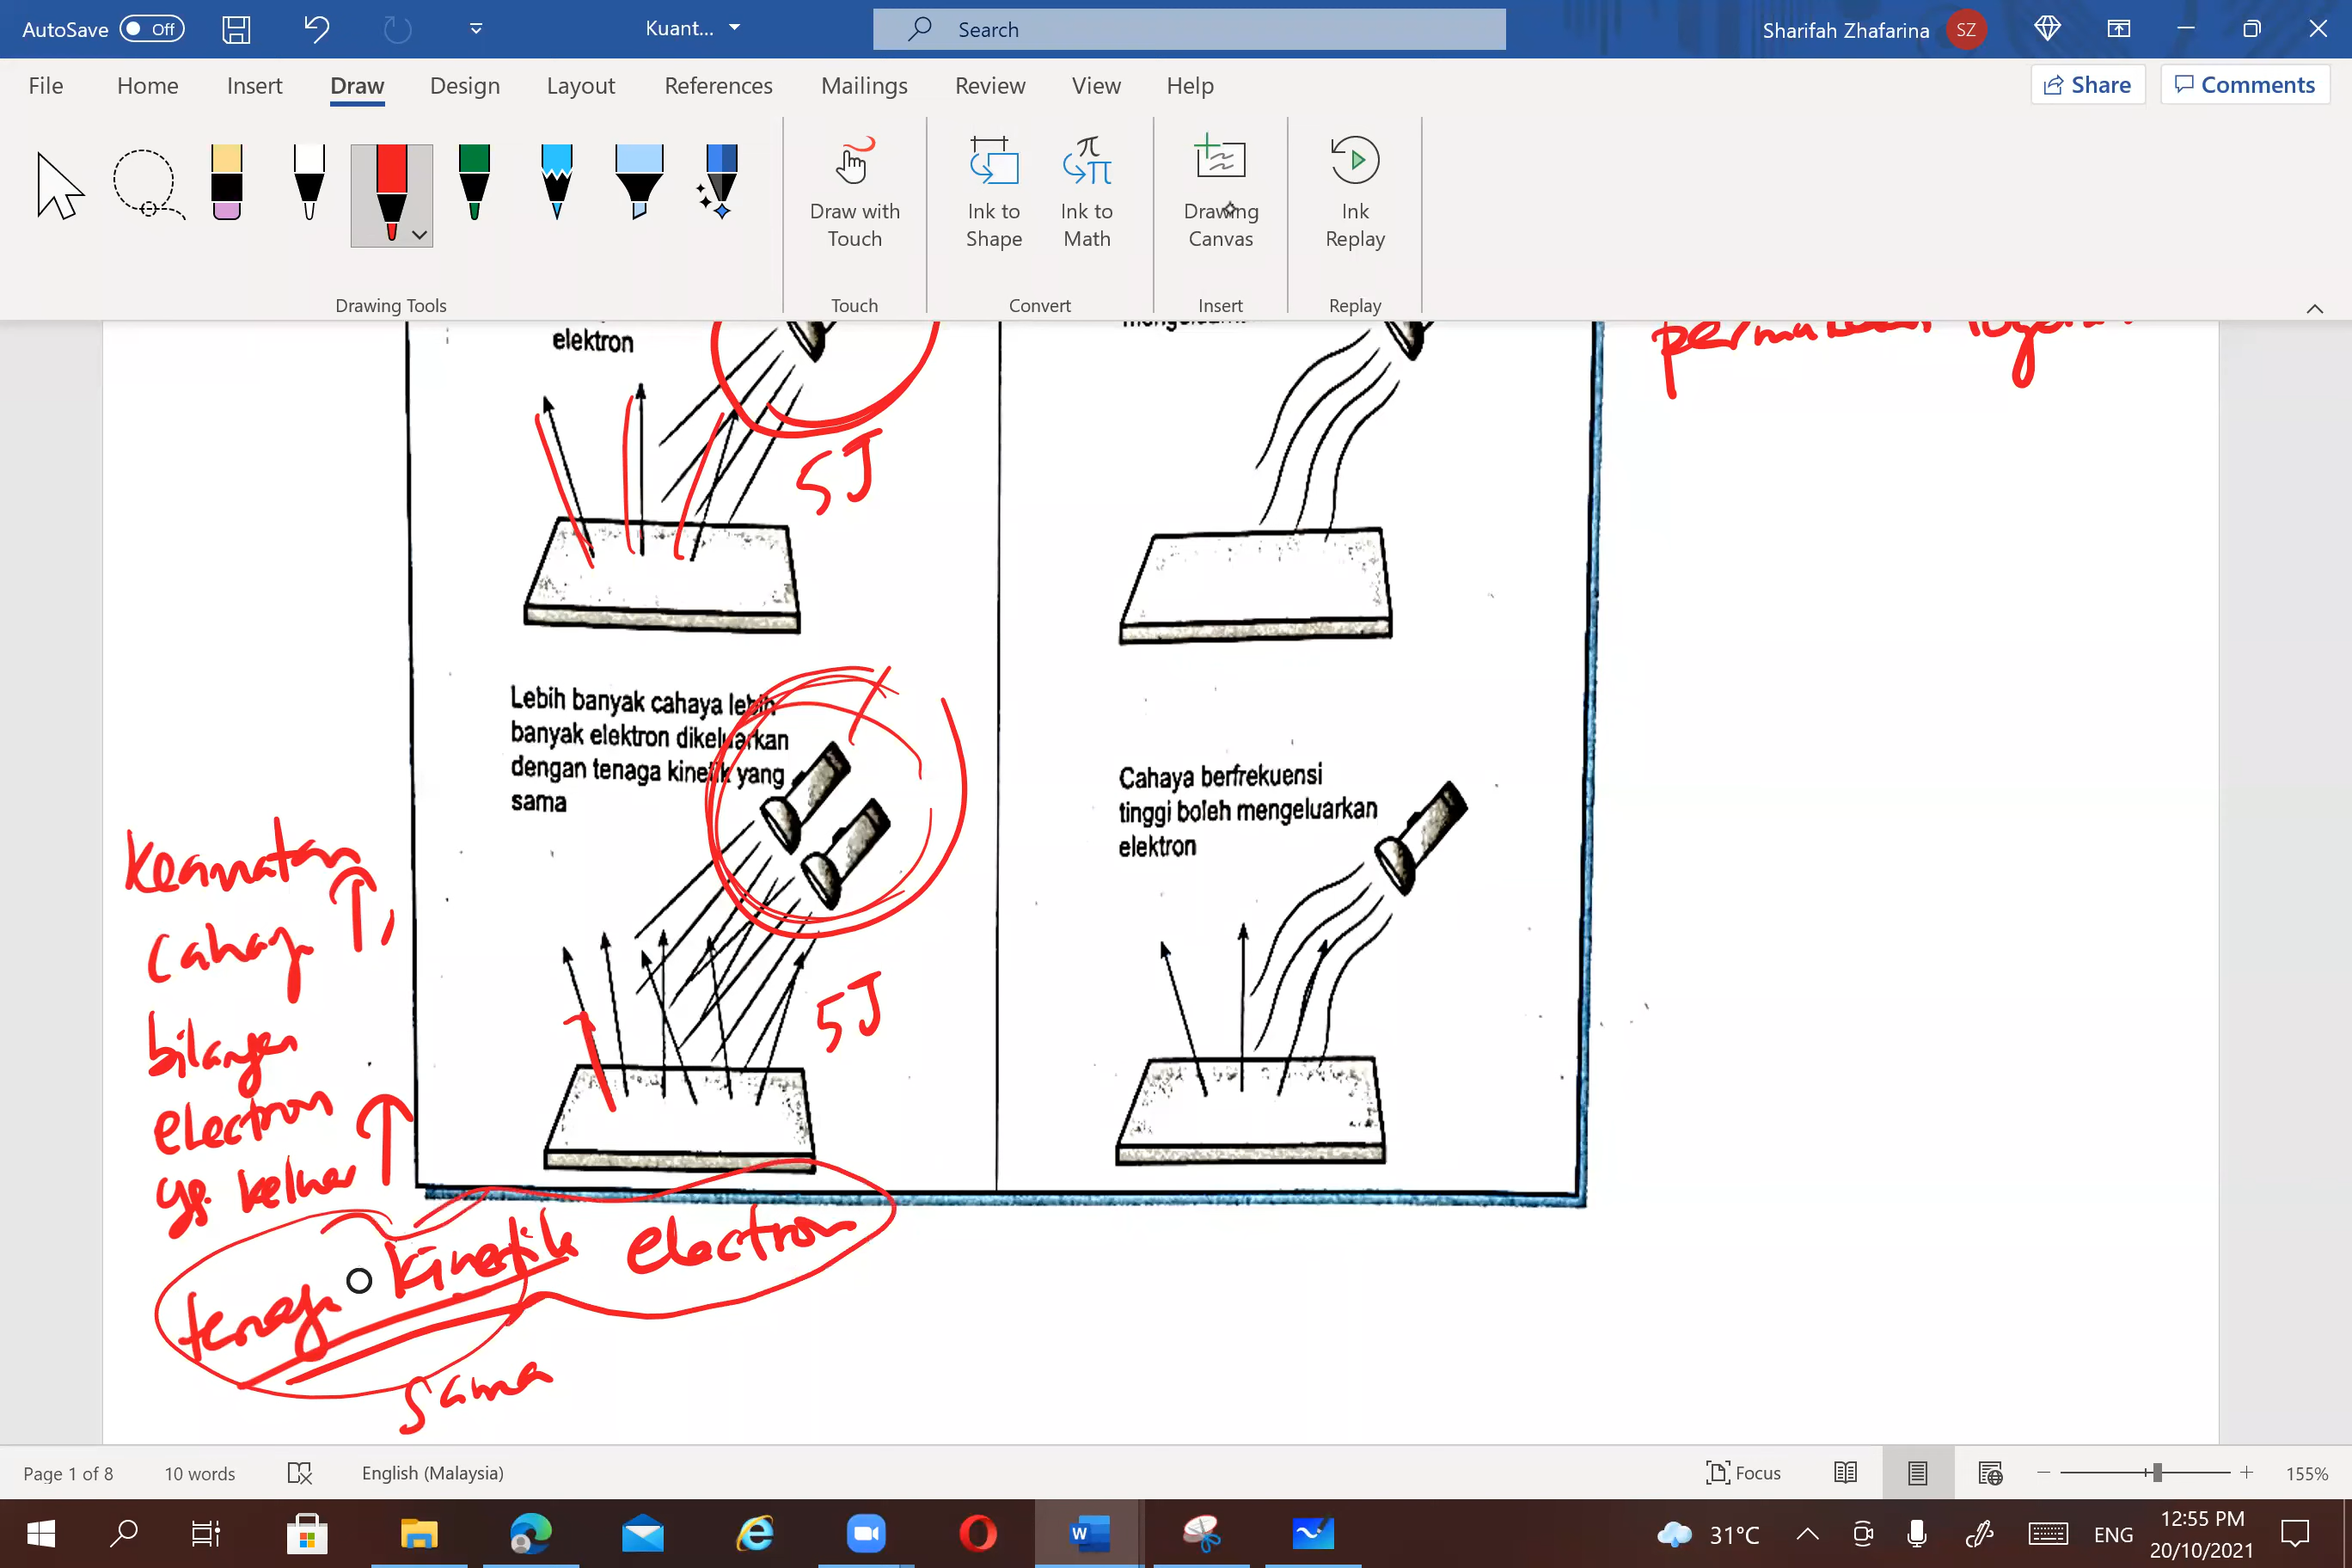 AutoSave Off
Kuant...
Search
Sharifah Zhafarina
SZ
File Home Insert Draw Design Layout References Mailings Review View Help
Share
Comments
Draw with Touch
Ink to Shape
Ink to Math
Drawing Canvas
Ink Replay
Drawing Tools
Touch
Convert
Insert
Replay
elektron
5J
Lebih banyak cahaya lebih
banyak elektron dikeluarkan
dengan tenaga kinetik yang
sama
5J
Cahaya berfrekuensi
tinggi boleh mengeluarkan
elektron
Keamatan
cahaya ↑,
bilangan
electron
yg. keluar ↑
tenaga kinetik electron
sama
Page 1 of 8
10 words
English (Malaysia)
Focus
155%
31°C
ENG
12:55 PM
20/10/2021